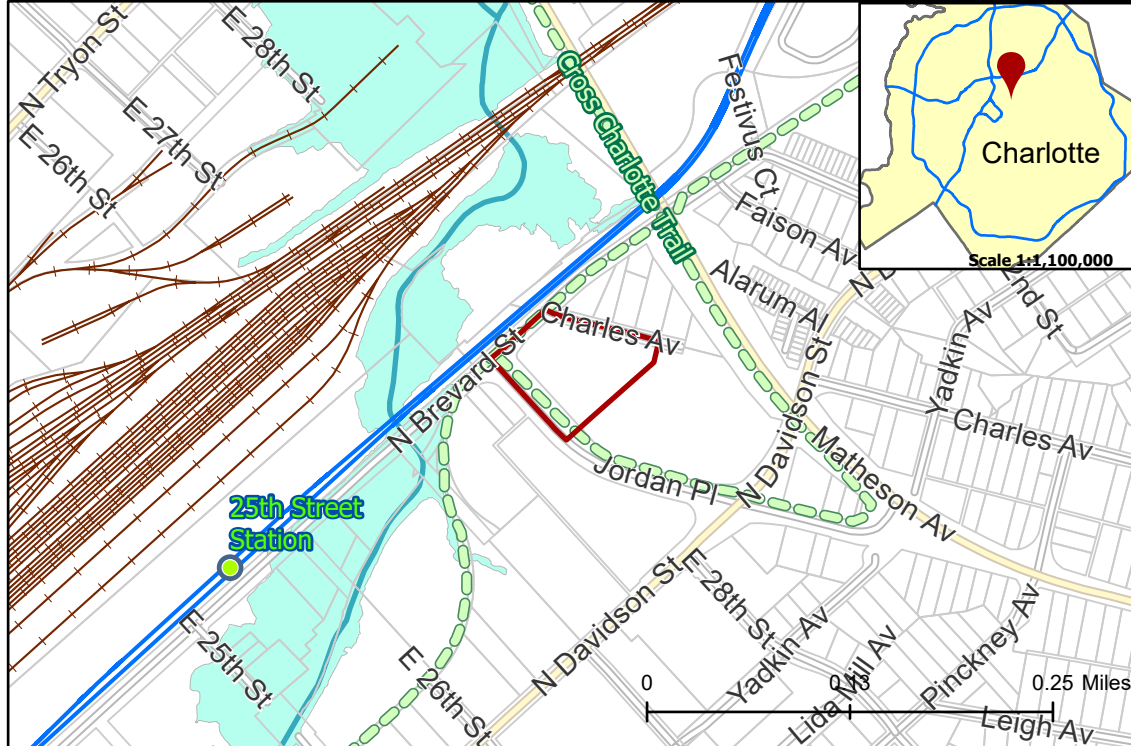 N Tryon St
E 28th St
E 27th St
E 26th St
Cross Charlotte Trail
Festivus Ct
Faison Av
Alarum Al
Charlotte
Scale 1:1,100,000
Yadkin Av
Charles Av
N Brevard St
N Davidson St
Charles Av
Matheson Av
Jordan Pl
25th Street
Station
E 25th St
E 26th St
N Davidson St
E 28th St
Yadkin Av
Lida Mill Av
Pinckney Av
Leigh Av
0
0.13
0.25 Miles